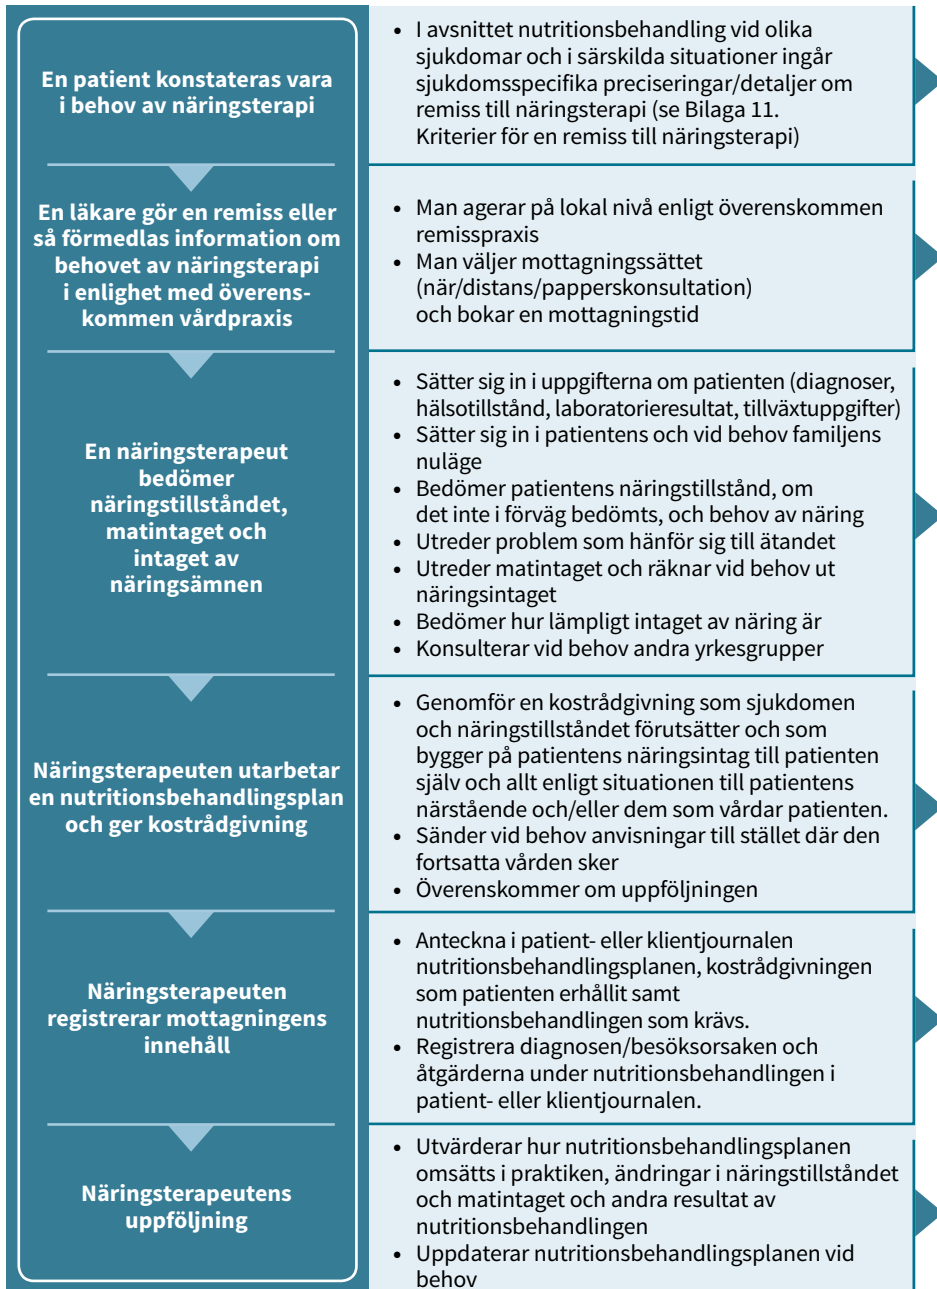 En patient konstateras vara
i behov av näringsterapi
• I avsnittet nutritionsbehandling vid olika
sjukdomar och i särskilda situationer ingår
sjukdomsspecifika preciseringar/detaljer om
remiss till näringsterapi (se Bilaga 11.
Kriterier för en remiss till näringsterapi)
En läkare gör en remiss eller
så förmedlas information om
behovet av näringsterapi
i enlighet med överens-
kommen vårdpraxis
• Man agerar på lokal nivå enligt överenskommen
remisspraxis
• Man väljer mottagningssättet
(när/distans/papperskonsultation)
och bokar en mottagningstid
En näringsterapeut
bedömer
näringstillståndet,
matintaget och
intaget av
näringsämnen
• Sätter sig in i uppgifterna om patienten (diagnoser,
hälsotillstånd, laboratorieresultat, tillväxtuppgifter)
• Sätter sig in i patientens och vid behov familjens
nuläge
• Bedömer patientens näringstillstånd, om
det inte i förväg bedömts, och behov av näring
• Utreder problem som hänför sig till ätandet
• Utreder matintaget och räknar vid behov ut
näringsintaget
• Bedömer hur lämpligt intaget av näring är
• Konsulterar vid behov andra yrkesgrupper
Näringsterapeuten utarbetar
en nutritionsbehandlingsplan
och ger kostrådgivning
• Genomför en kostrådgivning som sjukdomen
och näringstillståndet förutsätter och som
bygger på patientens näringsintag till patienten
själv och allt enligt situationen till patientens
närstående och/eller dem som vårdar patienten.
• Sänder vid behov anvisningar till stället där den
fortsatta vården sker
• Överenskommer om uppföljningen
Näringsterapeuten
registrerar mottagningens
innehåll
• Anteckna i patient- eller klientjournalen
nutritionsbehandlingsplanen, kostrådgivningen
som patienten erhållit samt
nutritionsbehandlingen som krävs.
• Registrera diagnosen/besöksorsaken och
åtgärderna under nutritionsbehandlingen i
patient- eller klientjournalen.
Näringsterapeutens
uppföljning
• Utvärderar hur nutritionsbehandlingsplanen
omsätts i praktiken, ändringar i näringstillståndet
och matintaget och andra resultat av
nutritionsbehandlingen
• Uppdaterar nutritionsbehandlingsplanen vid
behov